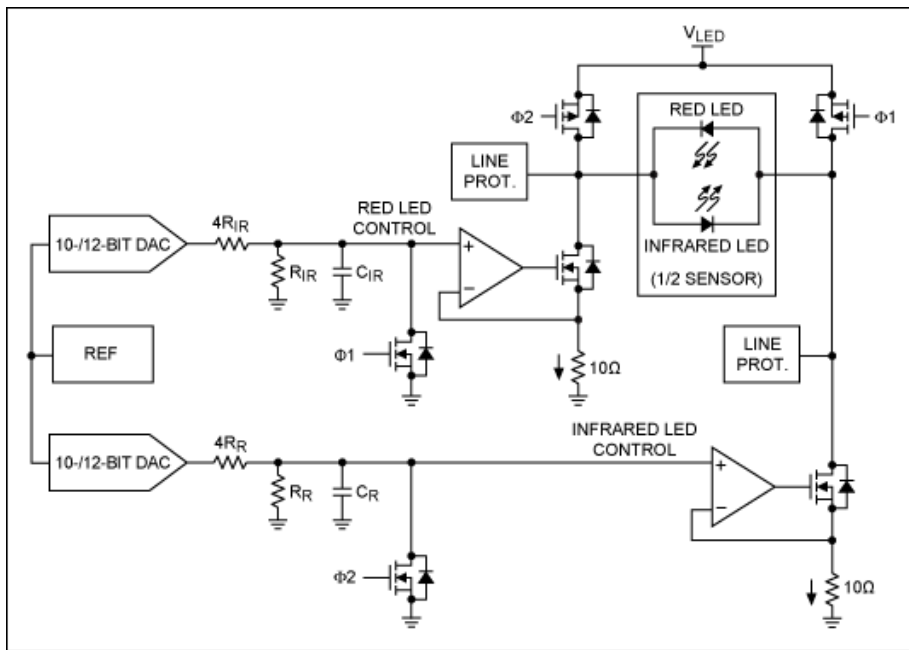 V_LED
Φ2
RED LED
Φ1
LINE
PROT.
INFRARED LED
(1/2 SENSOR)
RED LED
CONTROL
10-/12-BIT DAC
4R_IR
R_IR
C_IR
+
−
Φ1
10Ω
REF
LINE
PROT.
10-/12-BIT DAC
4R_R
R_R
C_R
INFRARED LED
CONTROL
+
−
Φ2
10Ω